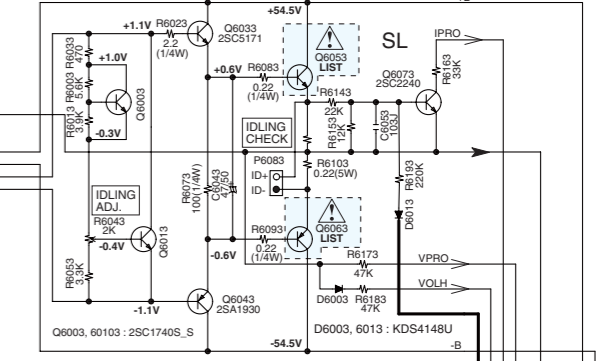 +54.5V
+1.1V
R6023
2.2
(1/4W)
Q6033
2SC5171
SL
IPRO
R6033
470
+1.0V
Q6053
LIST
R6163
33K
R6003
5.6K
+0.6V
R6083
0.22
(1/4W)
Q6073
2SC2240
Q6003
R6143
22K
R6013
3.9K
-0.3V
IDLING
CHECK
R6153
12K
C6053
103J
P6083
ID+
ID-
R6103
0.22(5W)
R6073
100(1/4W)
C6043
47/50
R6193
220K
D6013
IDLING
ADJ.
R6043
2K
-0.4V
Q6013
R6093
0.22
(1/4W)
Q6063
LIST
-0.6V
R6053
3.3K
R6173
47K
VPRO
VOLH
D6003
R6183
47K
-1.1V
Q6043
2SA1930
Q6003, 60103 : 2SC1740S_S
D6003, 6013 : KDS4148U
-54.5V
-B